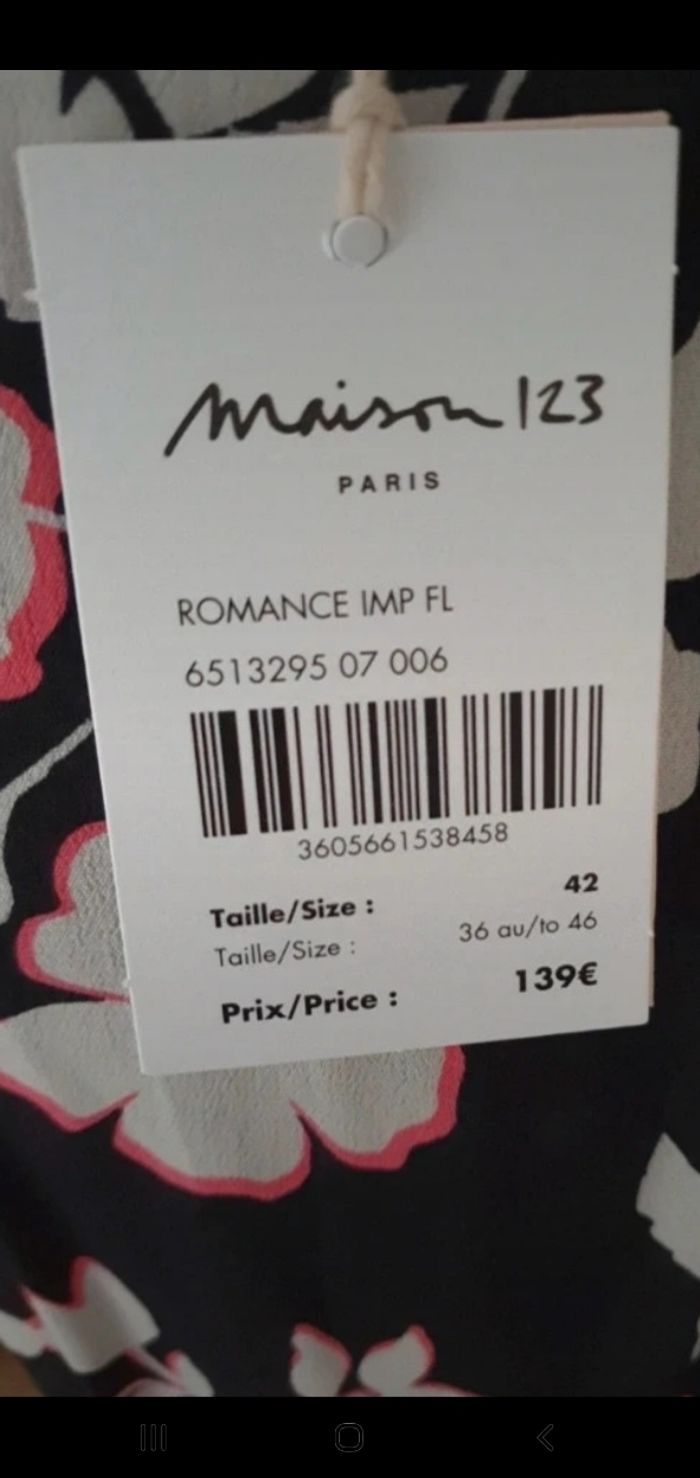 maison 123
PARIS
ROMANCE IMP FL
6513295 07 006
3605661538458
Taille/Size : 42
Taille/Size : 36 au/to 46
Prix/Price : 139€